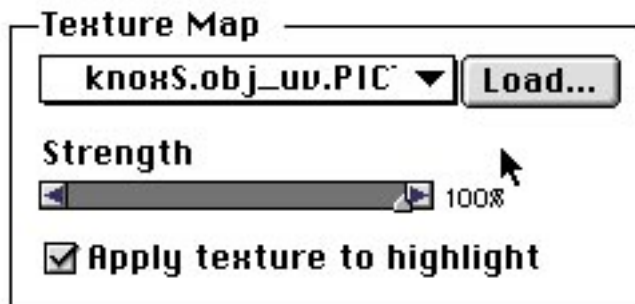 Texture Map
knoxS.obj_uv.PIC
Load...
Strength
100%
Apply texture to highlight